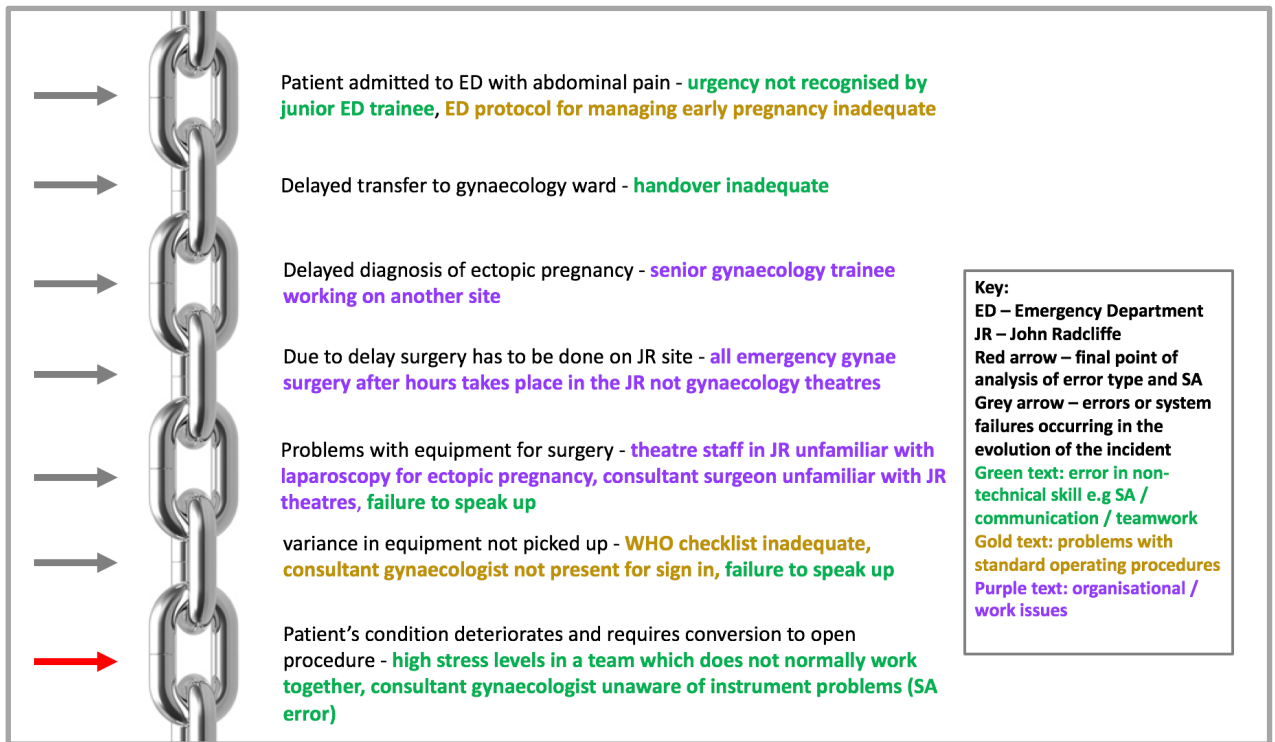 Patient admitted to ED with abdominal pain - urgency not recognised by
junior ED trainee, ED protocol for managing early pregnancy inadequate
Delayed transfer to gynaecology ward - handover inadequate
Delayed diagnosis of ectopic pregnancy - senior gynaecology trainee
working on another site
Due to delay surgery has to be done on JR site - all emergency gynae
surgery after hours takes place in the JR not gynaecology theatres
Problems with equipment for surgery - theatre staff in JR unfamiliar with
laparoscopy for ectopic pregnancy, consultant surgeon unfamiliar with JR
theatres, failure to speak up
variance in equipment not picked up - WHO checklist inadequate,
consultant gynaecologist not present for sign in, failure to speak up
Patient's condition deteriorates and requires conversion to open
procedure - high stress levels in a team which does not normally work
together, consultant gynaecologist unaware of instrument problems (SA
error)
Key:
ED – Emergency Department
JR – John Radcliffe
Red arrow – final point of
analysis of error type and SA
Grey arrow – errors or system
failures occurring in the
evolution of the incident
Green text: error in non-
technical skill e.g SA /
communication / teamwork
Gold text: problems with
standard operating procedures
Purple text: organisational /
work issues